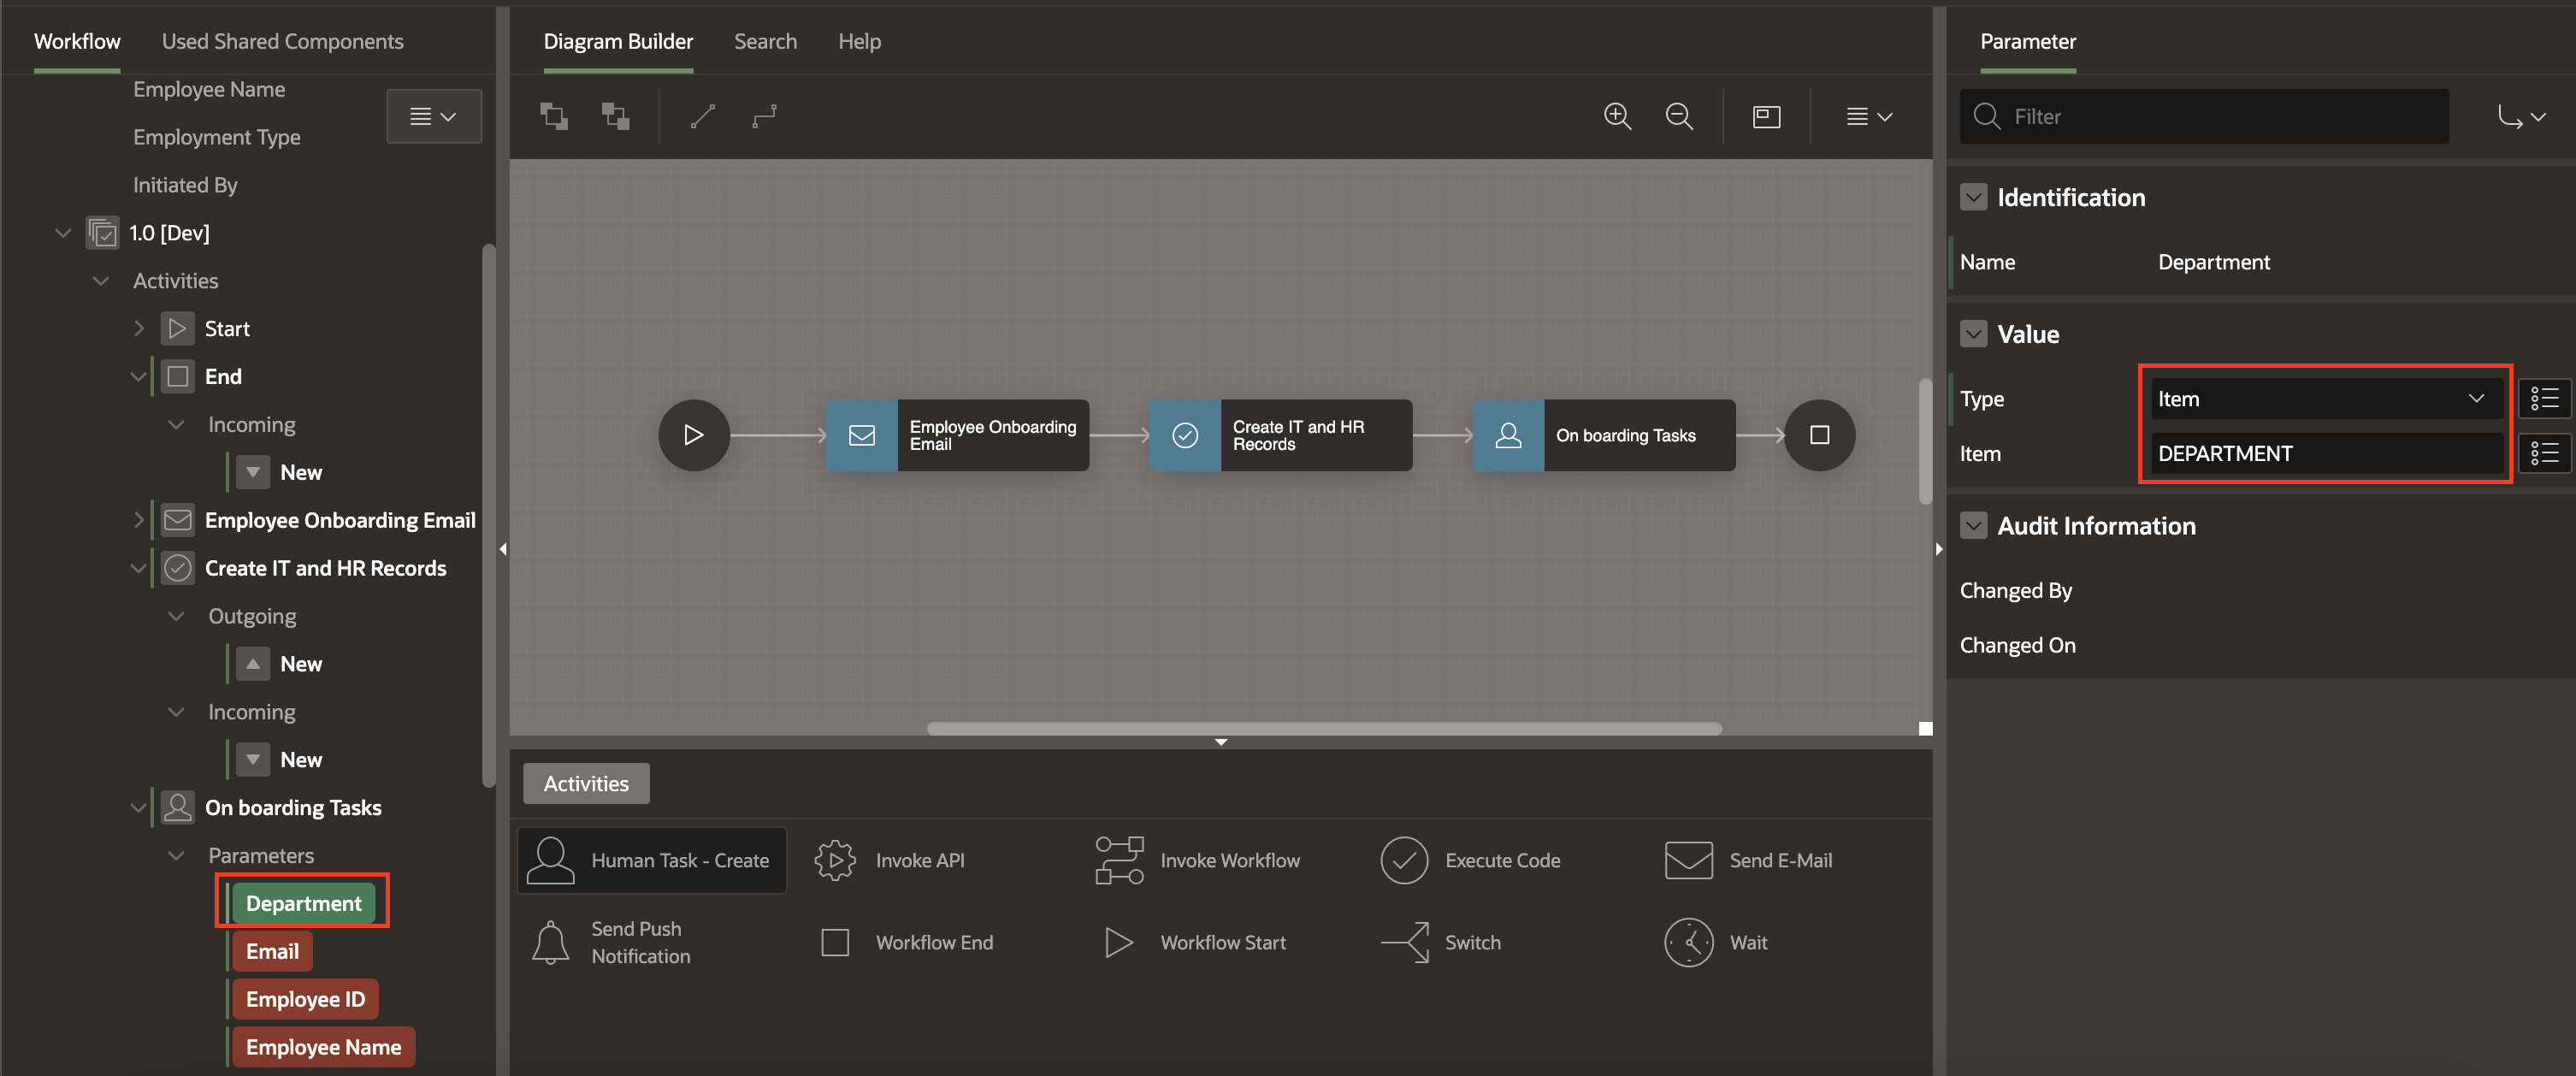 Workflow
Used Shared Components
Employee Name
Employment Type
Initiated By
1.0 [Dev]
Activities
Start
End
Incoming
New
Employee Onboarding Email
Create IT and HR Records
Outgoing
New
Incoming
New
On boarding Tasks
Parameters
Department
Email
Employee ID
Employee Name
Diagram Builder
Search
Help
Employee Onboarding
Email
Create IT and HR
Records
On boarding Tasks
Activities
Human Task - Create
Invoke API
Invoke Workflow
Execute Code
Send E-Mail
Send Push
Notification
Workflow End
Workflow Start
Switch
Wait
Parameter
Filter
Identification
Name Department
Value
Type Item
Item DEPARTMENT
Audit Information
Changed By
Changed On